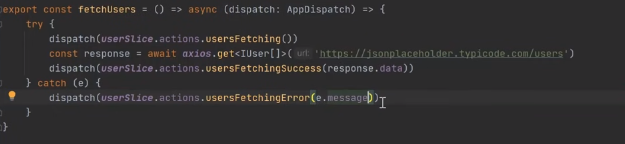 export const fetchUsers = () => async (dispatch: AppDispatch) => {
try {
dispatch(userSlice.actions.usersFetching())
const response = await axios.get<IUser[]>( url: 'https://jsonplaceholder.typicode.com/users')
dispatch(userSlice.actions.usersFetchingSuccess(response.data))
} catch (e) {
dispatch(userSlice.actions.usersFetchingError(e.message))
}
}